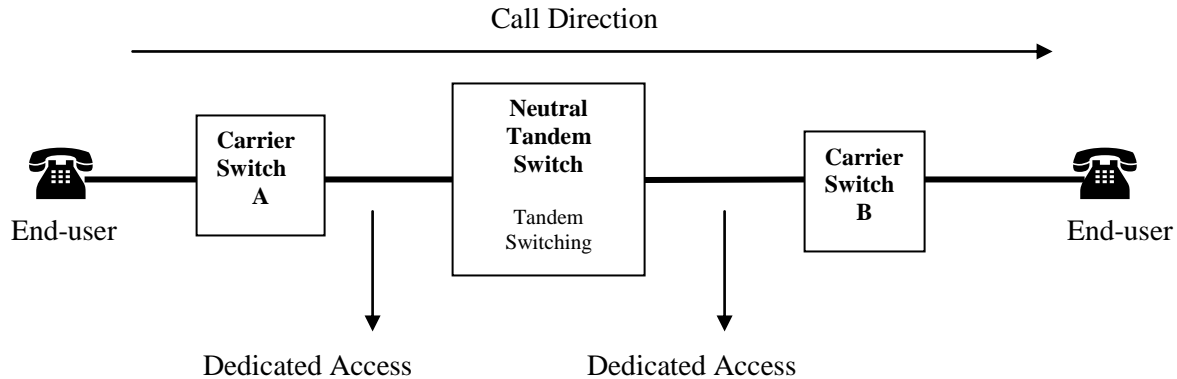 Call Direction
Neutral
Tandem
Switch
Tandem
Switching
Carrier
Switch
A
Carrier
Switch
B
End-user
End-user
Dedicated Access
Dedicated Access